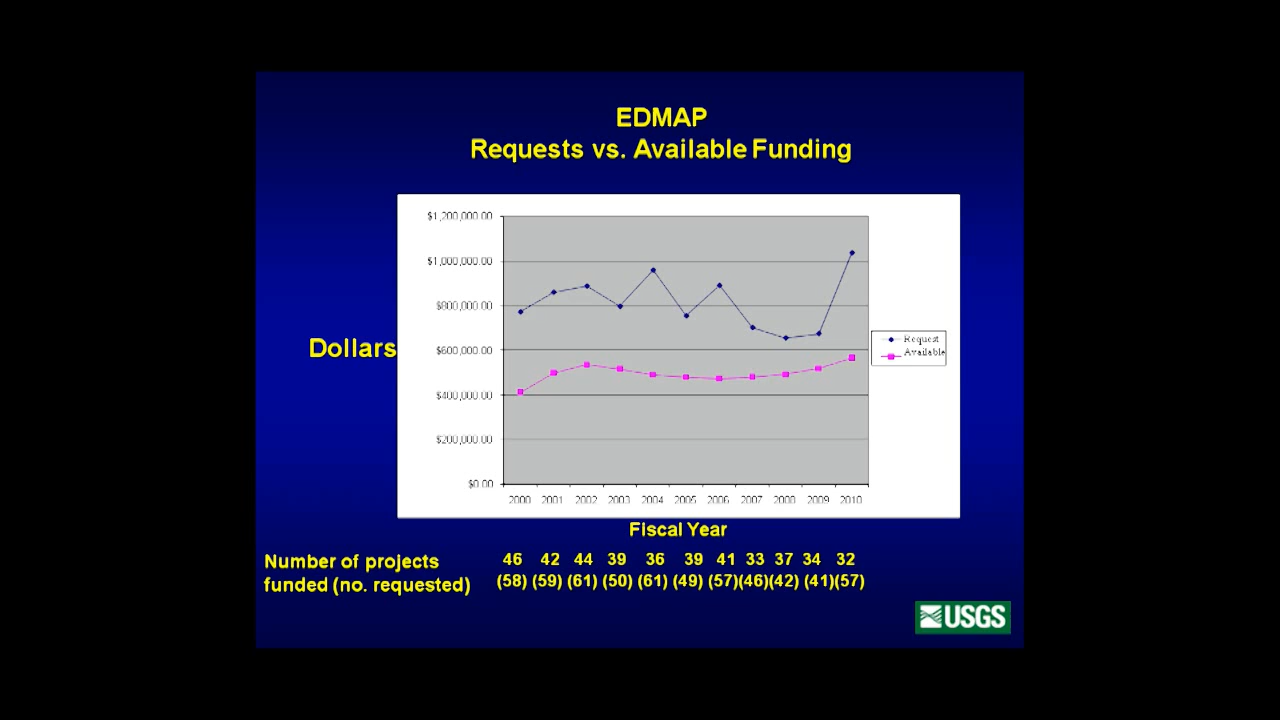 EDMAP
Requests vs. Available Funding
$1,200,000.00
$1,000,000.00
$800,000.00
$600,000.00
$400,000.00
$200,000.00
$0.00
Dollars
Request
Available
2000 2001 2002 2003 2004 2005 2006 2007 2008 2009 2010
Fiscal Year
Number of projects 46 42 44 39 36 39 41 33 37 34 32
funded (no. requested) (58) (59) (61) (50) (61) (49) (57)(46)(42) (41)(57)
USGS